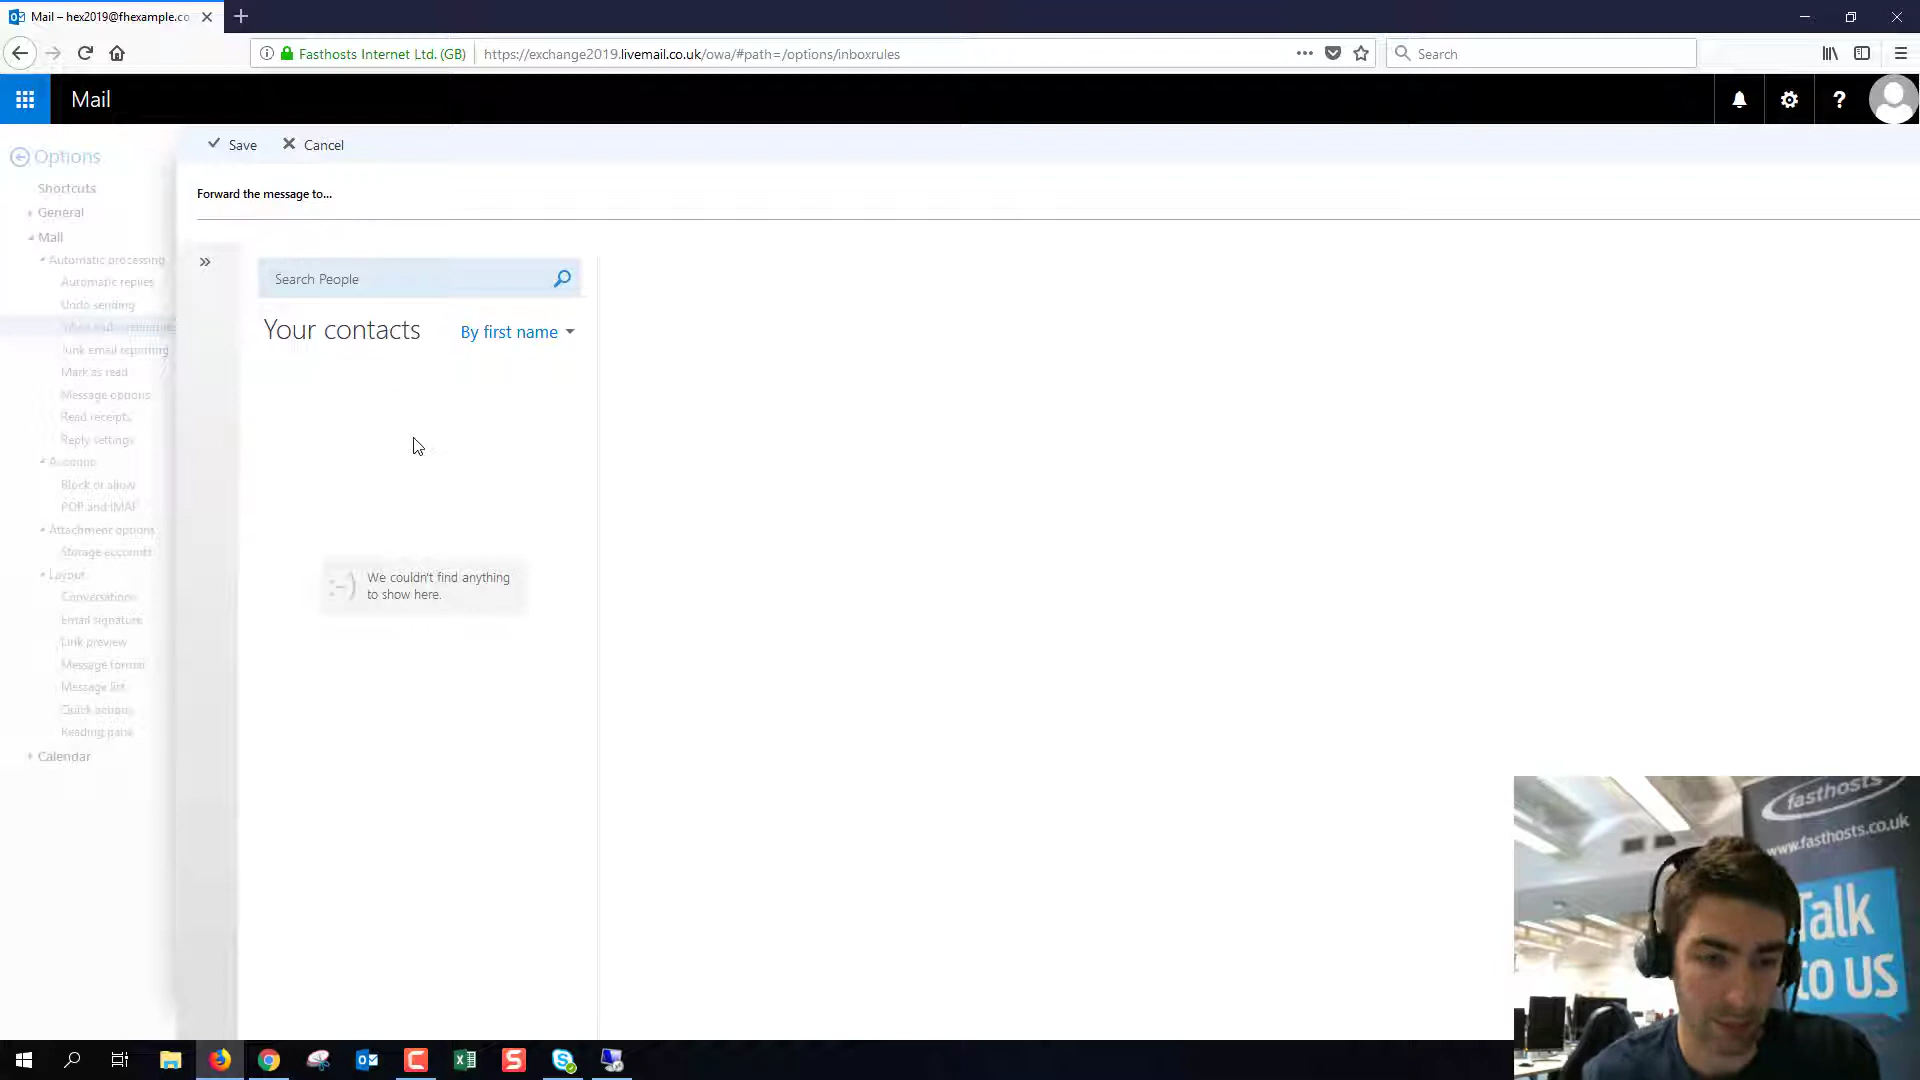 Mail – hex2019@fhexample.co
Fasthosts Internet Ltd. (GB)
https://exchange2019.livemail.co.uk/owa/#path=/options/inboxrules
Search
Mail
Save
Cancel
Options
Forward the message to...
Shortcuts
General
Mail
Automatic processing
Automatic replies
Undo sending
Junk email reporting
Mark as read
Message options
Read receipts
Reply settings
Accounts
Block or allow
POP and IMAP
Attachment options
Storage accounts
Layout
Conversations
Email signature
Link preview
Message format
Message list
Quick actions
Reading pane
Calendar
Search People
Your contacts
By first name
:-)
We couldn't find anything
to show here.
fasthosts
www.fasthosts.co.uk
Talk
to US